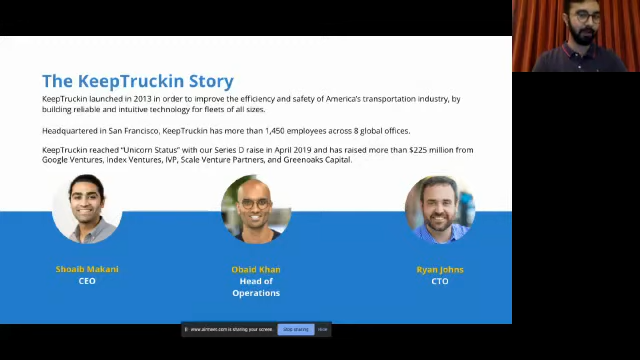 The KeepTruckin Story
KeepTruckin launched in 2013 in order to improve the efficiency and safety of America's transportation industry, by
building reliable and intuitive technology for fleets of all sizes.
Headquartered in San Francisco, KeepTruckin has more than 1,450 employees across 8 global offices.
KeepTruckin reached "Unicorn Status" with our Series D raise in April 2019 and has raised more than $225 million from
Google Ventures, Index Ventures, IVP, Scale Venture Partners, and Greenoaks Capital.
Shoaib Makani
CEO
Obaid Khan
Head of
Operations
Ryan Johns
CTO
www.airmeet.com is sharing your screen.
Stop sharing
Hide